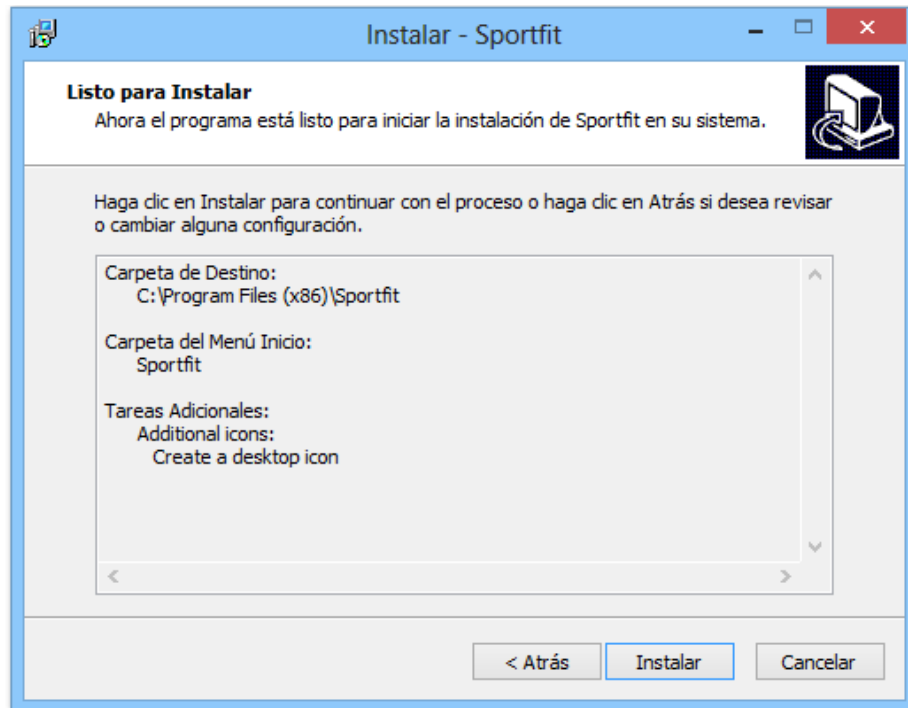 Instalar - Sportfit
Listo para Instalar
Ahora el programa está listo para iniciar la instalación de Sportfit en su sistema.
Haga clic en Instalar para continuar con el proceso o haga clic en Atrás si desea revisar
o cambiar alguna configuración.
Carpeta de Destino:
C:\Program Files (x86)\Sportfit
Carpeta del Menú Inicio:
Sportfit
Tareas Adicionales:
Additional icons:
Create a desktop icon
< Atrás Instalar Cancelar